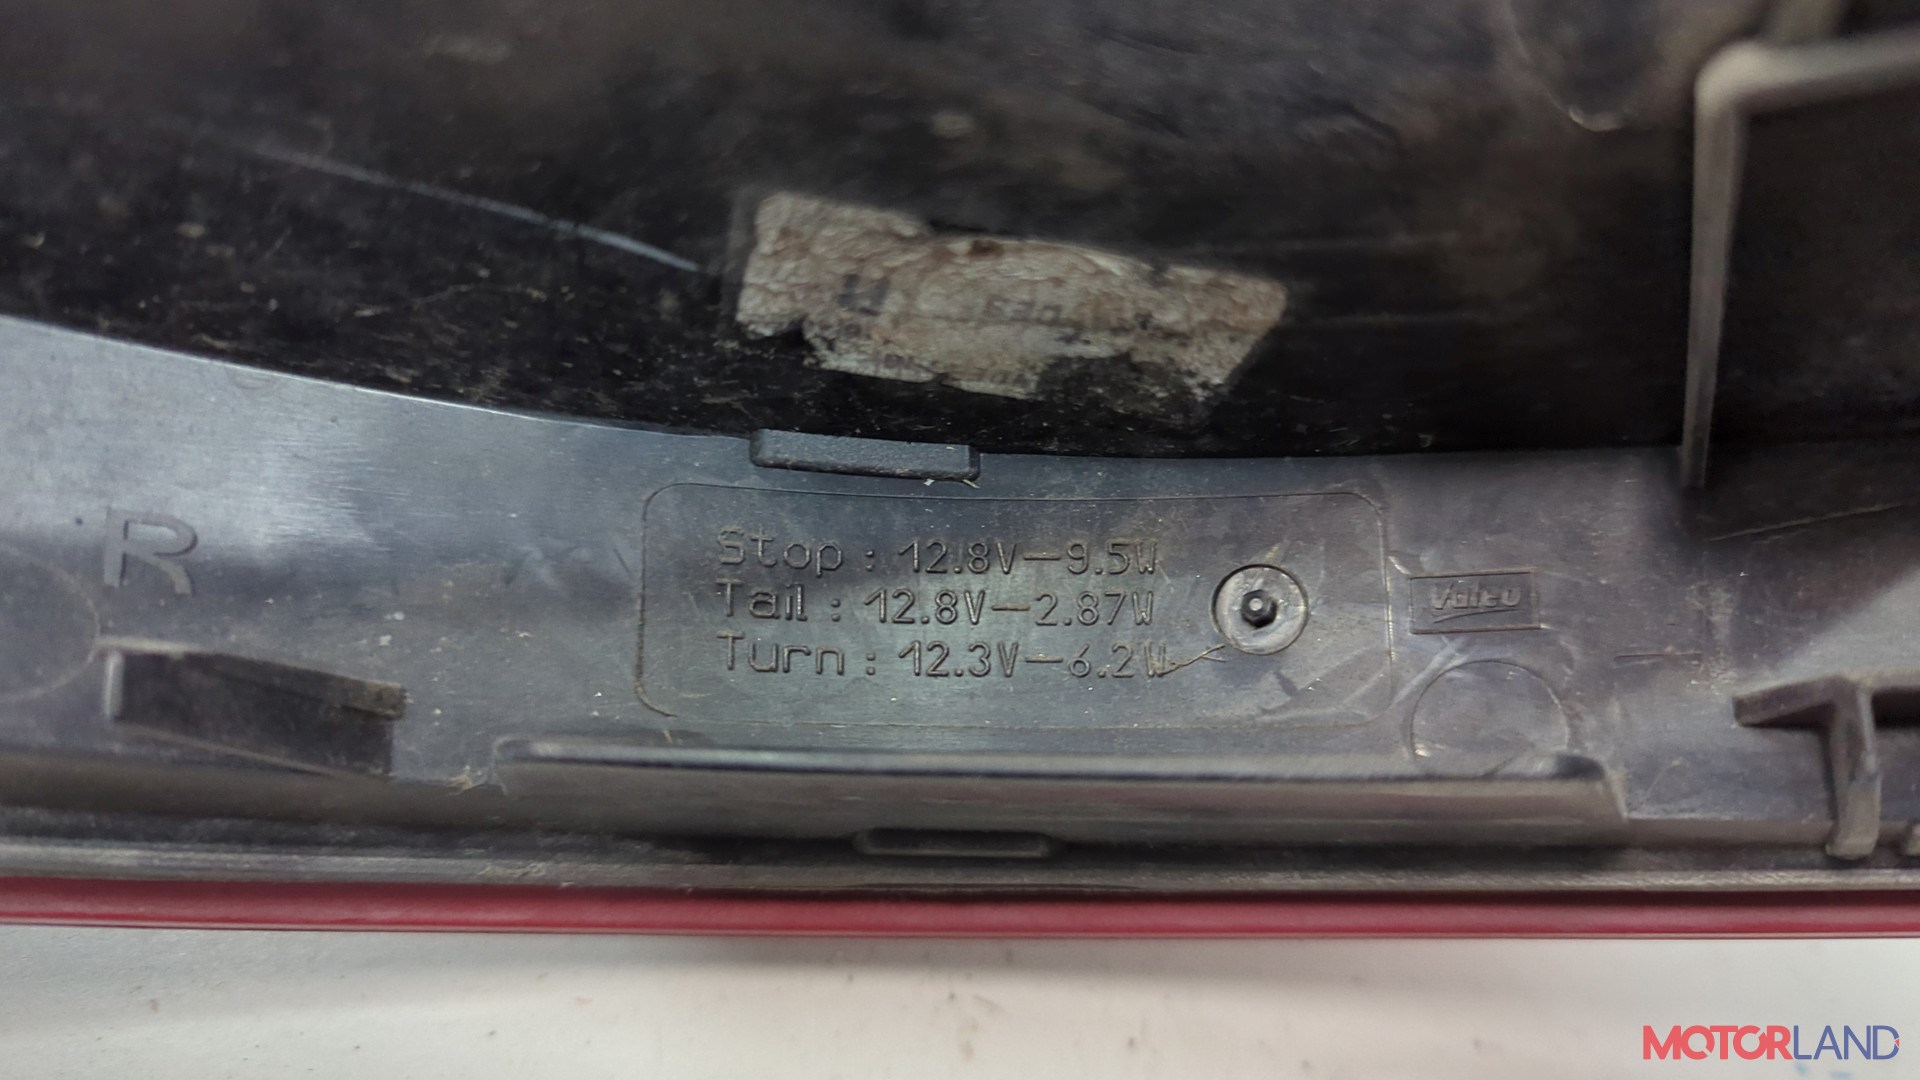 R
Stop : 12.8V—9.5W
Tail : 12.8V—2.87W
Turn : 12.3V—6.2W
Valeo
MOTORLAND